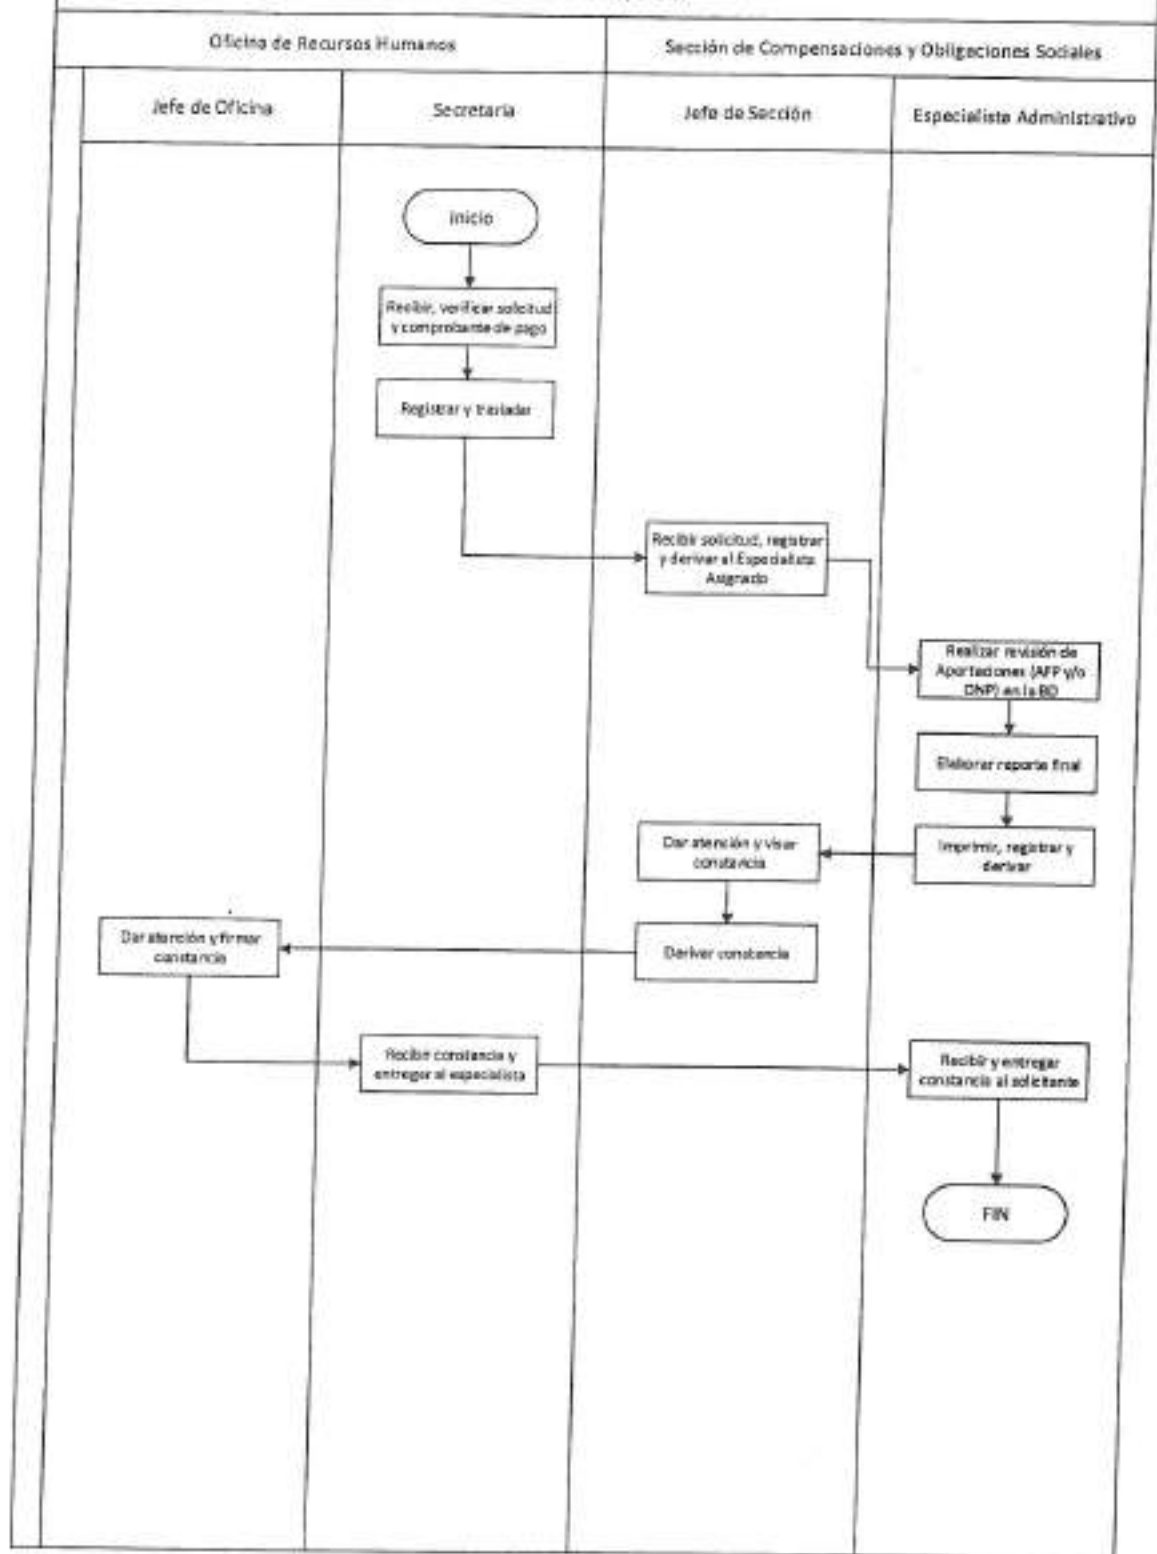 Oficina de Recursos Humanos
Sección de Compensaciones y Obligaciones Sociales
Jefe de Oficina
Secretaria
Jefe de Sección
Especialista Administrativo
inicio
Recibir, verificar solicitud
y comprobante de pago
Registrar y trasladar
Recibir solicitud, registrar
y derivar al Especialista
Asignado
Realizar revisión de
Aportaciones (AFP y/o
ONP) en la BD
Elaborar reporte final
Imprimir, registrar y
derivar
Dar atención y visar
constancia
Derivar constancia
Dar atención y firmar
constancia
Recibir constancia y
entregar al especialista
Recibir y entregar
constancia al solicitante
FIN